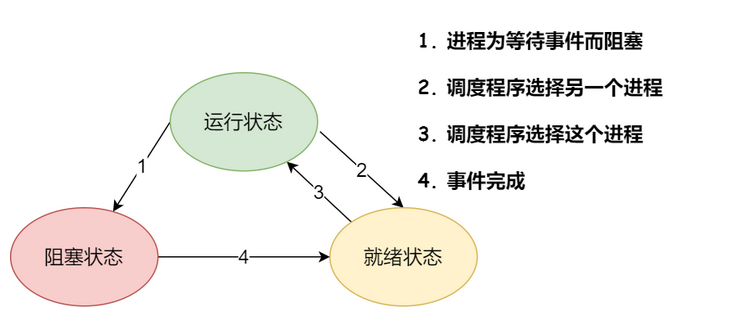 1. 进程为等待事件而阻塞
2. 调度程序选择另一个进程
3. 调度程序选择这个进程
4. 事件完成
运行状态
1
2
3
阻塞状态
4
就绪状态